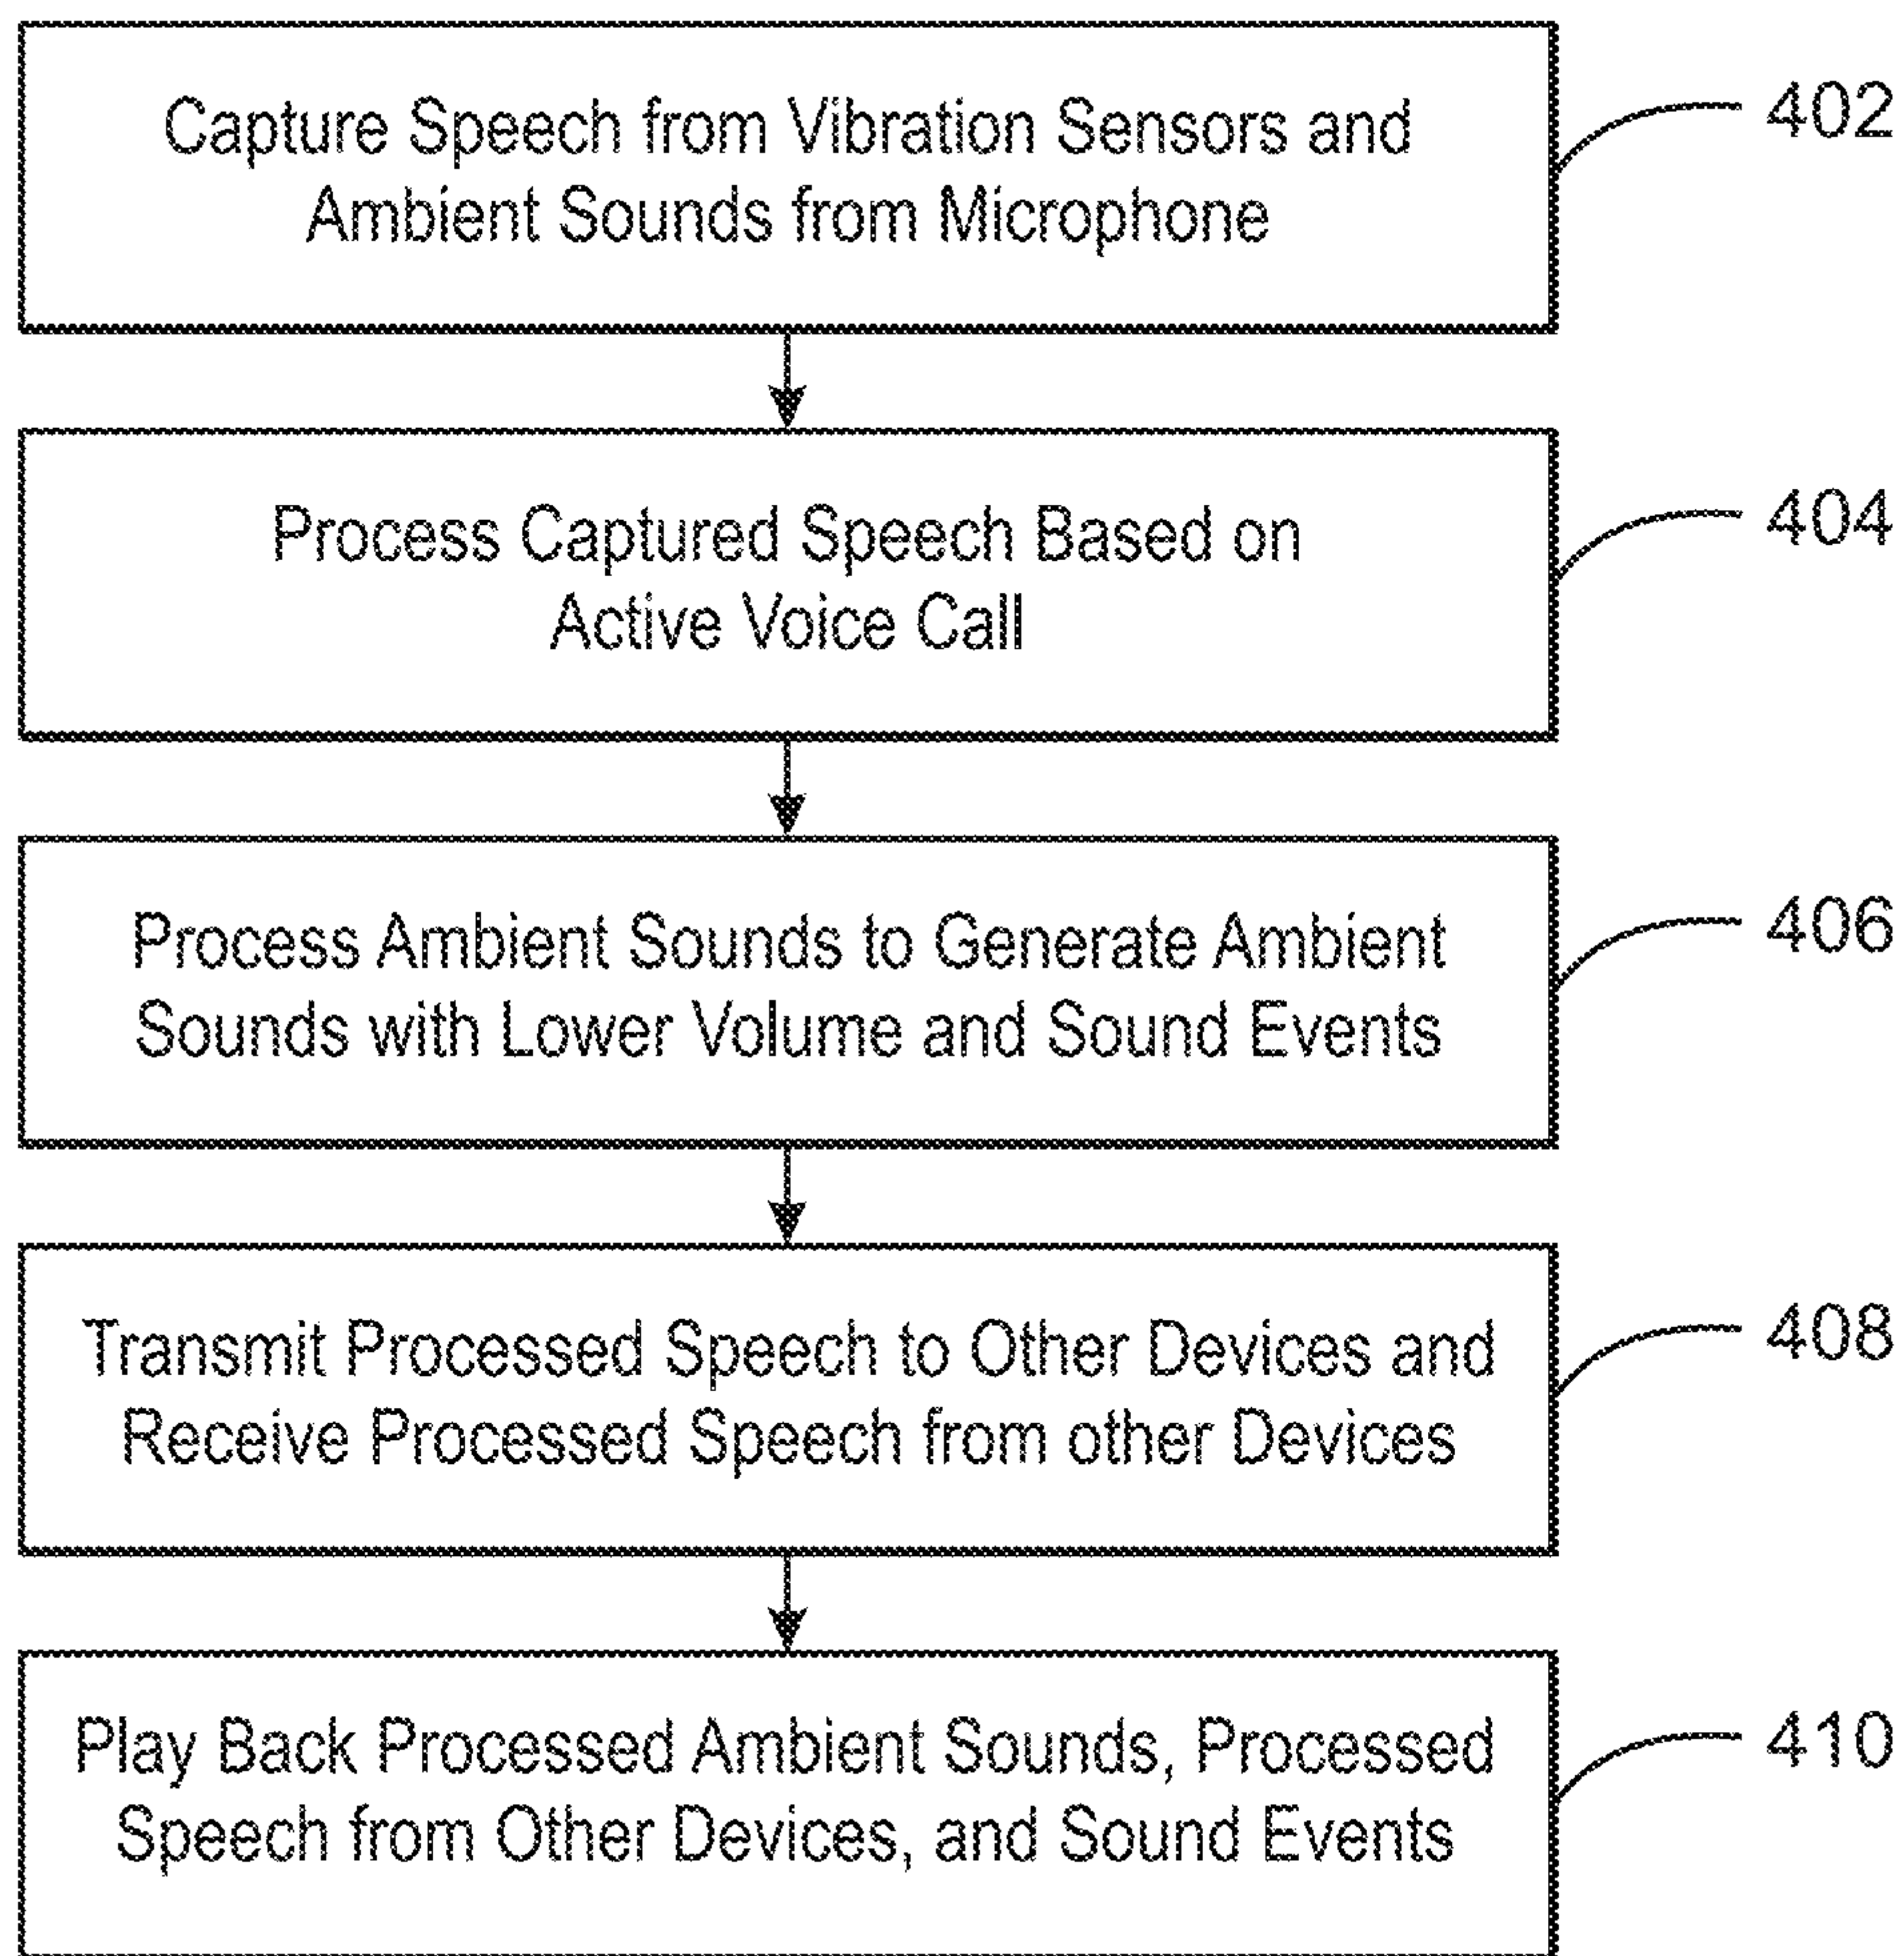 Capture Speech from Vibration Sensors and
Ambient Sounds from Microphone
402
Process Captured Speech Based on
Active Voice Call
404
Process Ambient Sounds to Generate Ambient
Sounds with Lower Volume and Sound Events
406
Transmit Processed Speech to Other Devices and
Receive Processed Speech from other Devices
408
Play Back Processed Ambient Sounds, Processed
Speech from Other Devices, and Sound Events
410